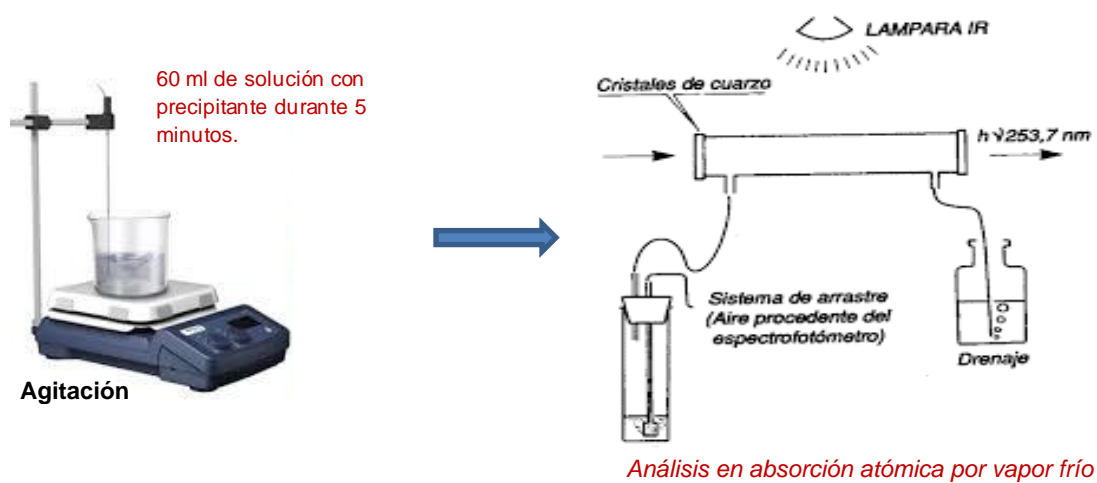 60 ml de solución con
precipitante durante 5
minutos.
Agitación
LAMPARA IR
Cristales de cuarzo
h√253,7 nm
Sistema de arrastre
(Aire procedente del
espectrofotómetro)
Drenaje
Análisis en absorción atómica por vapor frío